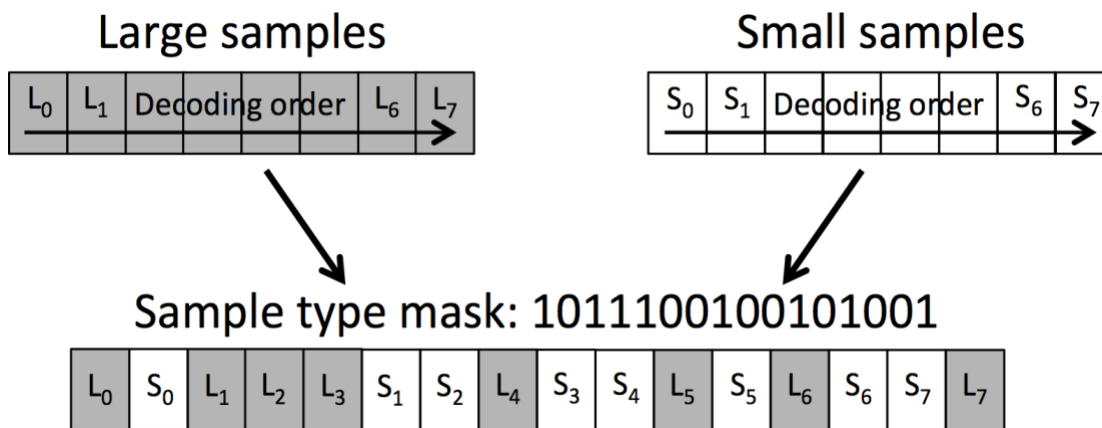 Large samples
Small samples
L₀ L₁ Decoding order L₆ L₇
S₀ S₁ Decoding order S₆ S₇
Sample type mask: 1011100100101001
L₀ S₀ L₁ L₂ L₃ S₁ S₂ L₄ S₃ S₄ L₅ S₅ L₆ S₆ S₇ L₇